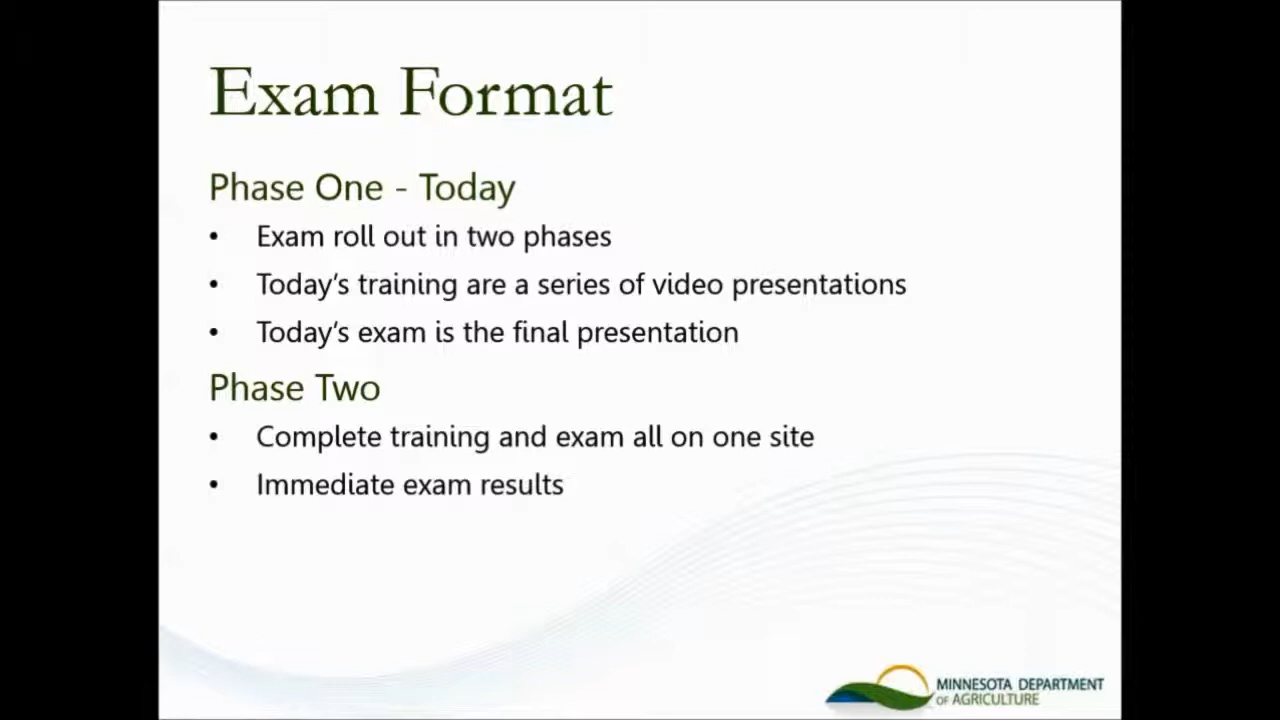 Exam Format
Phase One - Today
• Exam roll out in two phases
• Today's training are a series of video presentations
• Today's exam is the final presentation
Phase Two
• Complete training and exam all on one site
• Immediate exam results
MINNESOTA DEPARTMENT
OF AGRICULTURE